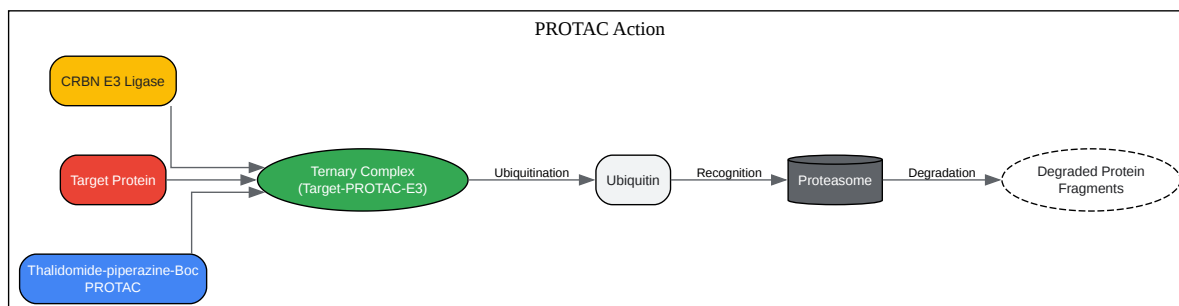 PROTAC Action
CRBN E3 Ligase
Target Protein
Thalidomide-piperazine-Boc
PROTAC
Ternary Complex
(Target-PROTAC-E3)
Ubiquitination
Ubiquitin
Recognition
Proteasome
Degradation
Degraded Protein
Fragments